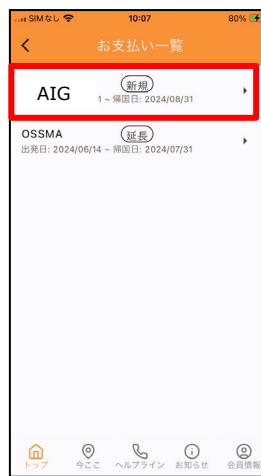 SIMなし 10:07 80%
お支払い一覧
AIG 新規
1 ~ 帰国日: 2024/08/31
OSSMA 延長
出発日: 2024/06/14 ~ 帰国日: 2024/07/31
トップ 今ここ ヘルプライン お知らせ 会員情報